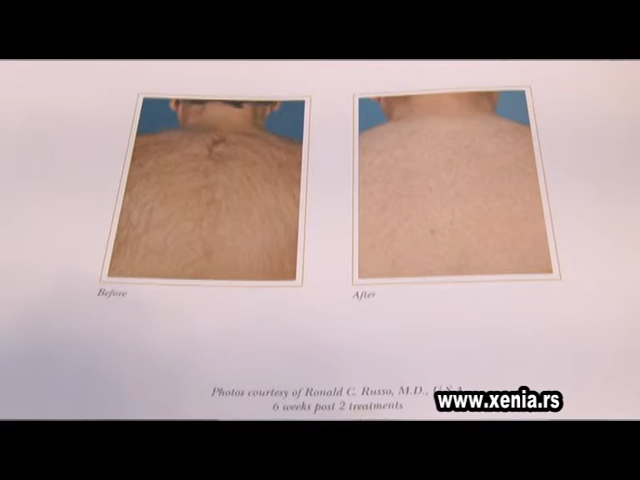 Before
After
Photos courtesy of Ronald C. Russo, M.D., U.S.A.
6 weeks post 2 treatments
www.xenia.rs